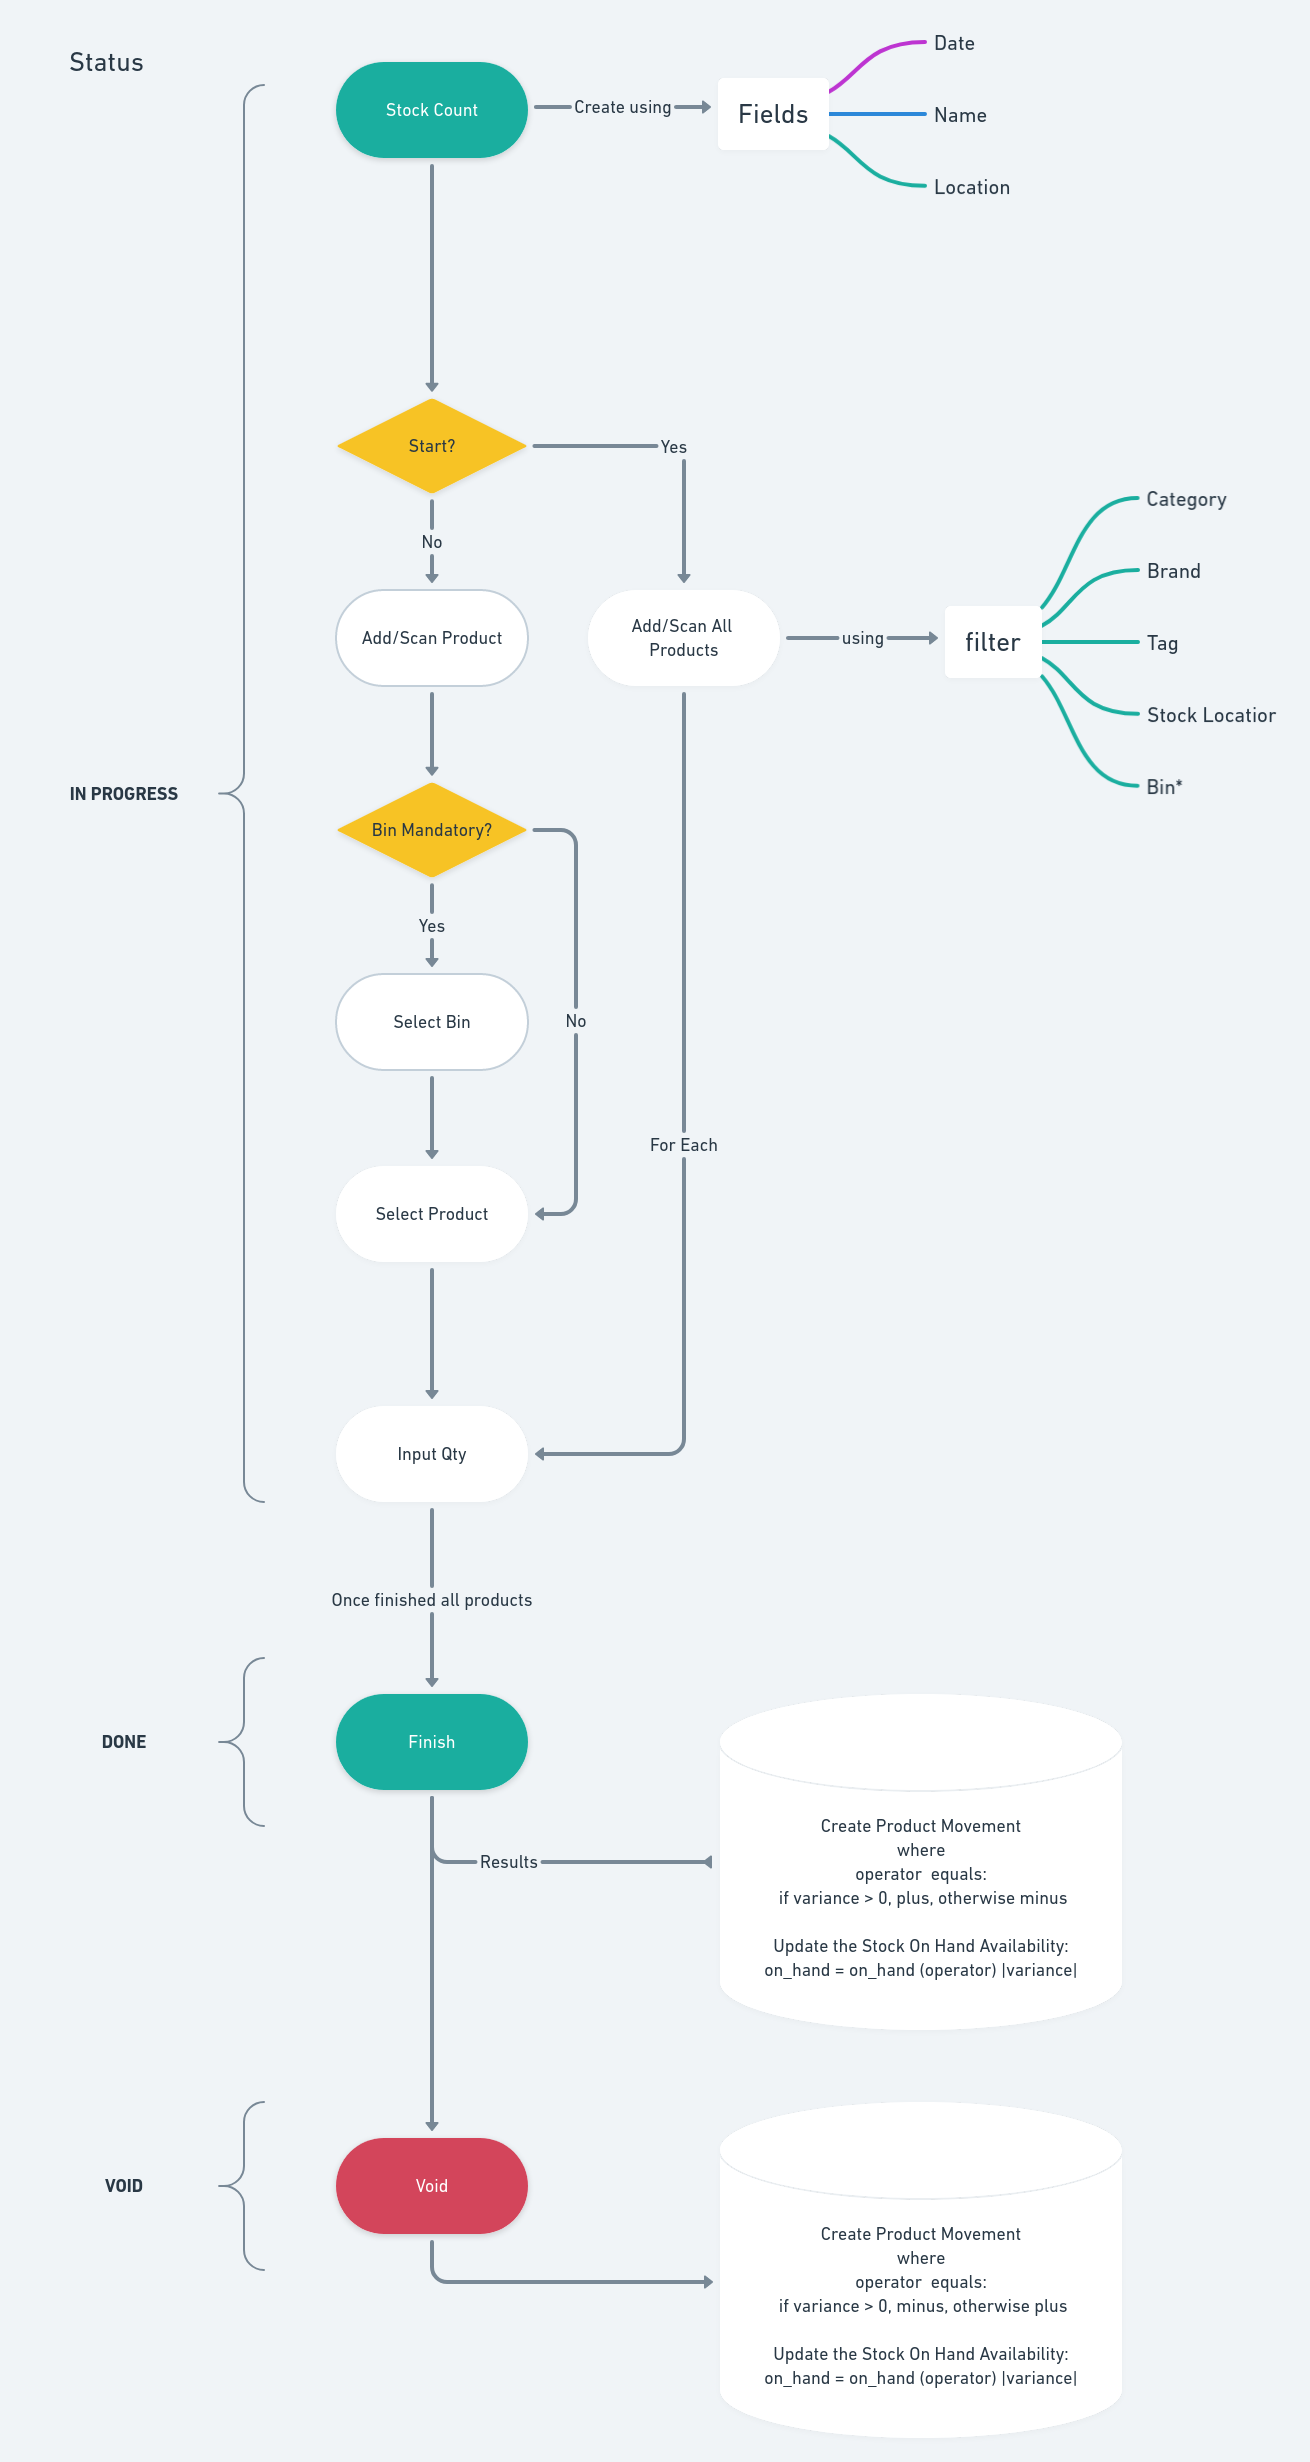 Status
Stock Count
Create using
Fields
Date
Name
Location
Start?
Yes
No
Add/Scan Product
Add/Scan All
Products
using
filter
Category
Brand
Tag
Stock Locatior
Bin*
IN PROGRESS
Bin Mandatory?
Yes
No
Select Bin
For Each
Select Product
Input Qty
Once finished all products
DONE
Finish
Results
Create Product Movement
where
operator  equals:
if variance > 0, plus, otherwise minus
Update the Stock On Hand Availability:
on_hand = on_hand (operator) |variance|
VOID
Void
Create Product Movement
where
operator  equals:
if variance > 0, minus, otherwise plus
Update the Stock On Hand Availability:
on_hand = on_hand (operator) |variance|